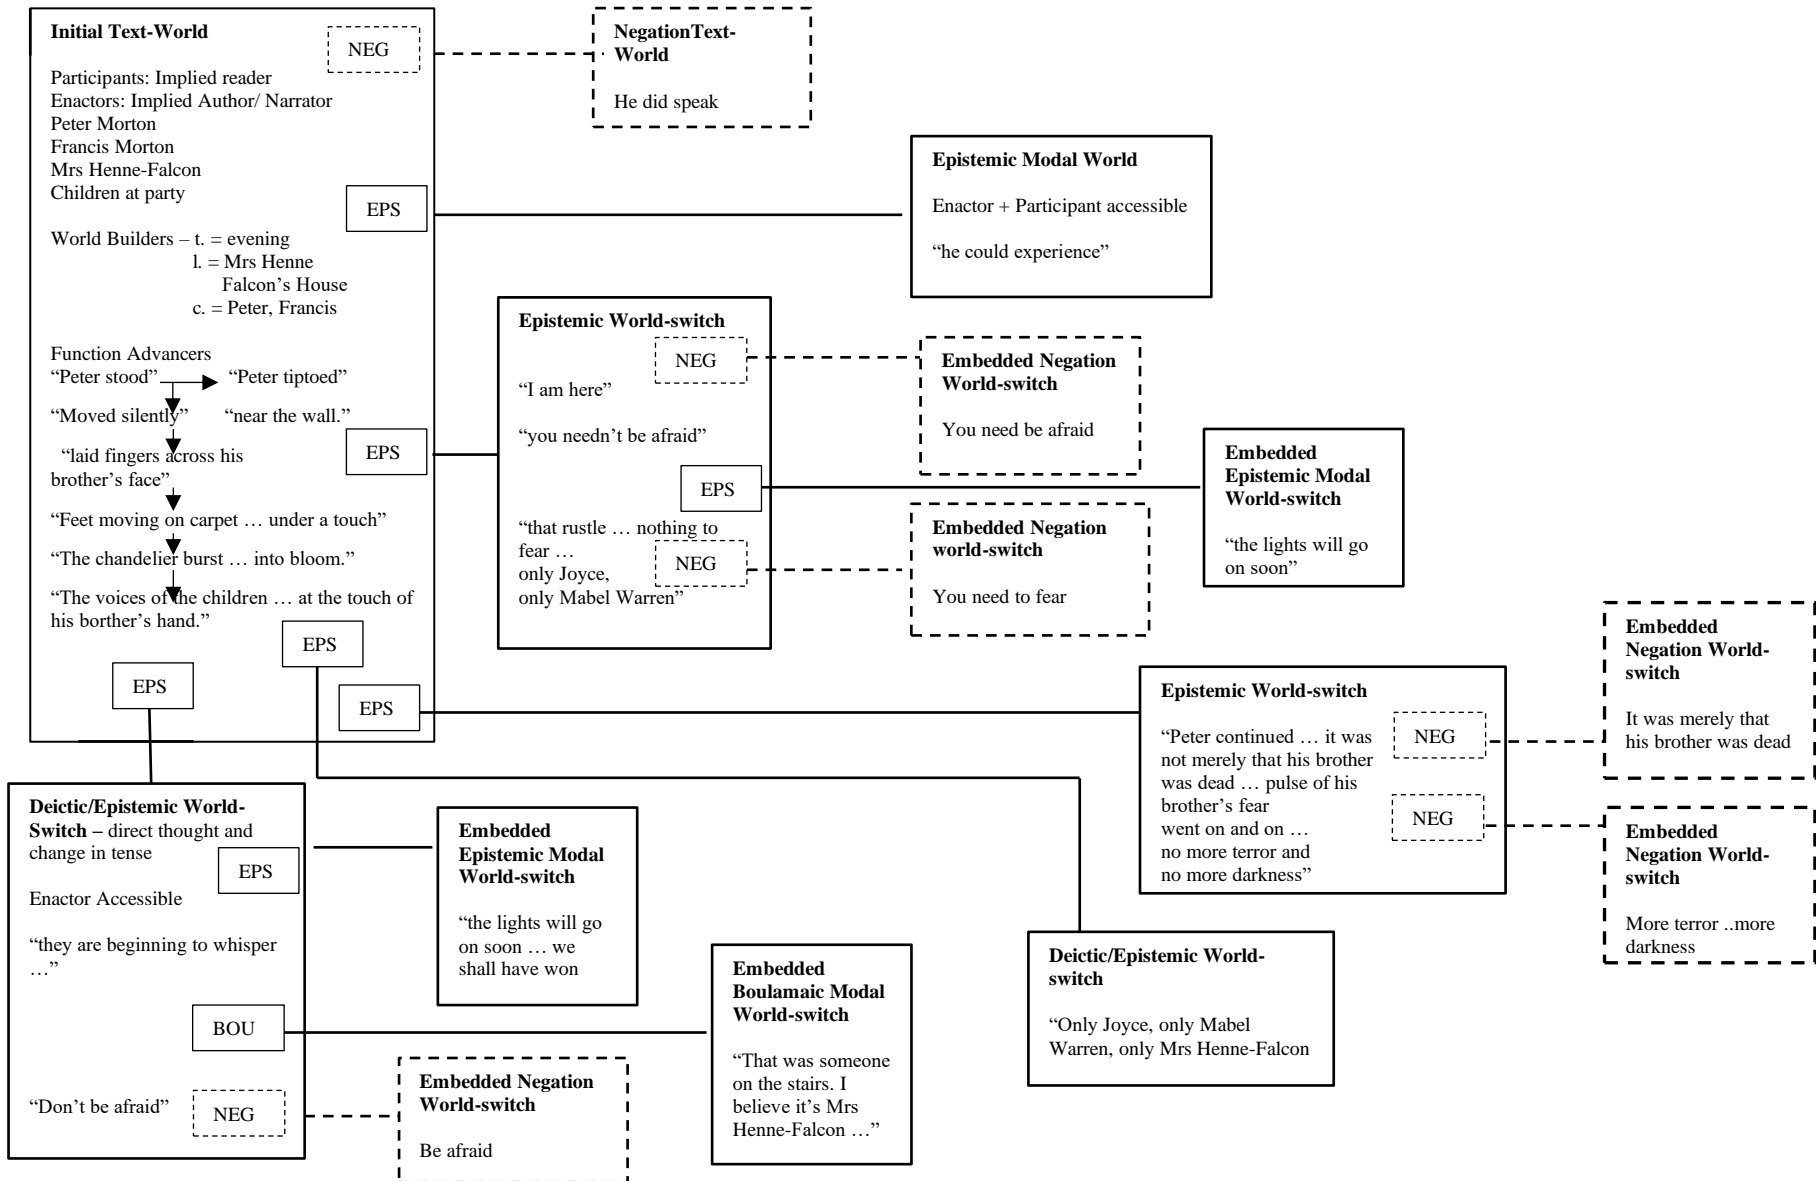 Initial Text-World
NEG
Participants: Implied reader
Enactors: Implied Author/ Narrator
Peter Morton
Francis Morton
Mrs Henne-Falcon
Children at party
EPS
World Builders – t. = evening
l. = Mrs Henne
Falcon's House
c. = Peter, Francis
Function Advancers
“Peter stood” “Peter tiptoed”
“Moved silently” “near the wall.”
EPS
“laid fingers across his
brother's face”
“Feet moving on carpet … under a touch”
“The chandelier burst … into bloom.”
“The voices of the children … at the touch of
his borther's hand.”
EPS
EPS
EPS
NegationText-
World
He did speak
Epistemic Modal World
Enactor + Participant accessible
“he could experience”
Epistemic World-switch
NEG
“I am here”
“you needn't be afraid”
EPS
“that rustle … nothing to
fear …
only Joyce,
only Mabel Warren”
NEG
Embedded Negation
World-switch
You need be afraid
Embedded Negation
world-switch
You need to fear
Embedded
Epistemic Modal
World-switch
“the lights will go
on soon”
Epistemic World-switch
“Peter continued … it was
not merely that his brother
was dead … pulse of his
brother's fear
went on and on …
no more terror and
no more darkness”
NEG
NEG
Embedded
Negation World-
switch
It was merely that
his brother was dead
Embedded
Negation World-
switch
More terror ..more
darkness
Deictic/Epistemic World-
Switch – direct thought and
change in tense
EPS
Enactor Accessible
“they are beginning to whisper
…”
BOU
“Don't be afraid”
NEG
Embedded
Epistemic Modal
World-switch
“the lights will go
on soon … we
shall have won
Embedded Negation
World-switch
Be afraid
Embedded
Boulamaic Modal
World-switch
“That was someone
on the stairs. I
believe it's Mrs
Henne-Falcon …”
Deictic/Epistemic World-
switch
“Only Joyce, only Mabel
Warren, only Mrs Henne-Falcon